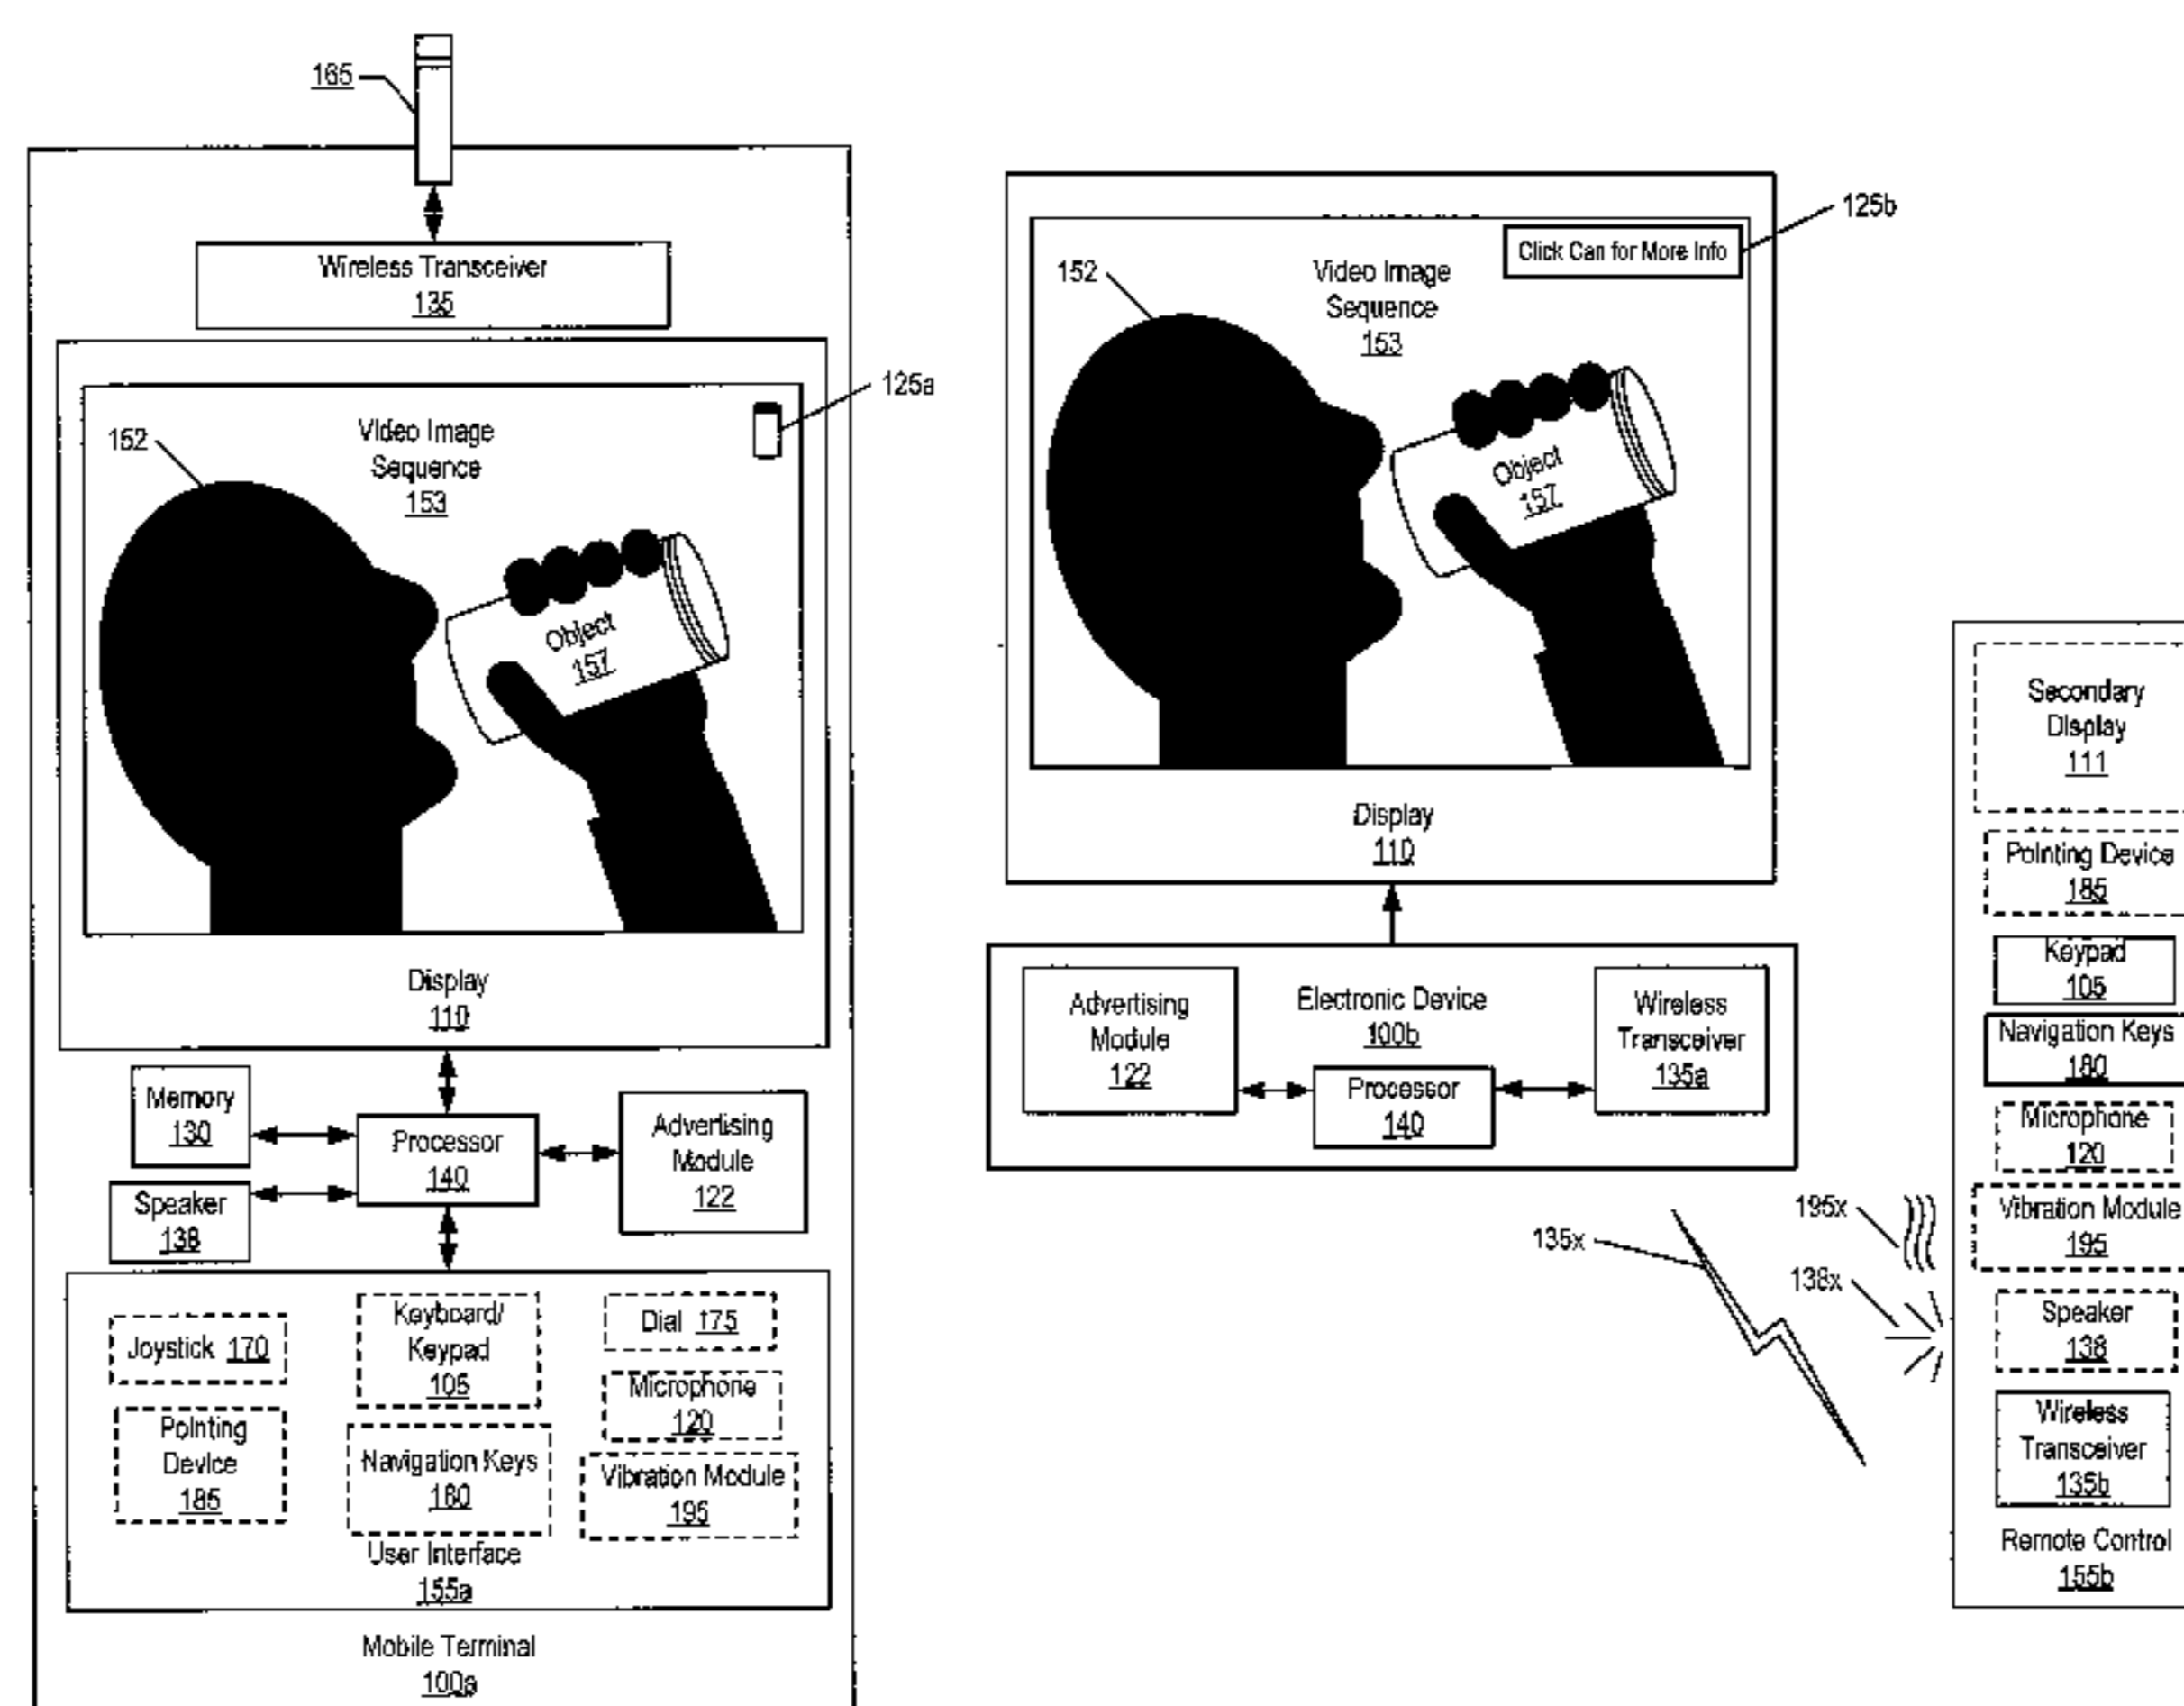 165
Wireless Transceiver
135
125a
152
Video Image
Sequence
153
Object
157
Display
110
Memory
130
Processor
140
Advertising
Module
122
Speaker
138
Joystick 170
Keyboard/
Keypad
105
Dial 175
Microphone
120
Pointing
Device
185
Navigation Keys
180
Vibration Module
195
User Interface
155a
Mobile Terminal
100a
125b
Click Can for More Info
152
Video Image
Sequence
153
Object
157
Display
110
Advertising
Module
122
Electronic Device
100b
Processor
140
Wireless
Transceiver
135a
135x
195x
138x
Secondary
Display
111
Pointing Device
185
Keypad
105
Navigation Keys
180
Microphone
120
Vibration Module
195
Speaker
138
Wireless
Transceiver
135b
Remote Control
155b